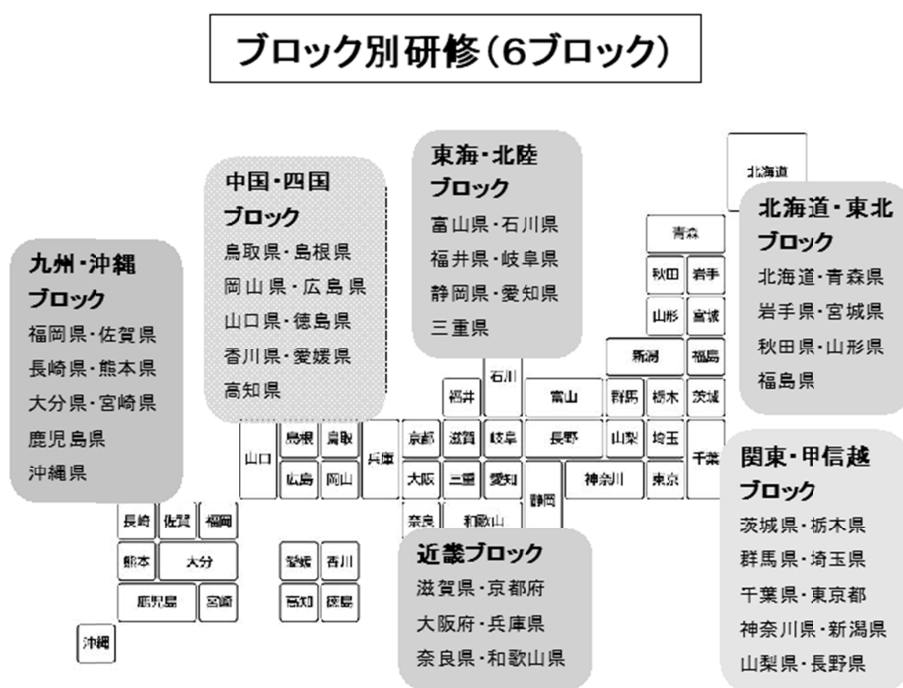 ブロック別研修(6ブロック)
東海・北陸
ブロック
富山県・石川県
福井県・岐阜県
静岡県・愛知県
三重県
中国・四国
ブロック
鳥取県・島根県
岡山県・広島県
山口県・徳島県
香川県・愛媛県
高知県
九州・沖縄
ブロック
福岡県・佐賀県
長崎県・熊本県
大分県・宮崎県
鹿児島県
沖縄県
北海道・東北
ブロック
北海道・青森県
岩手県・宮城県
秋田県・山形県
福島県
関東・甲信越
ブロック
茨城県・栃木県
群馬県・埼玉県
千葉県・東京都
神奈川県・新潟県
山梨県・長野県
近畿ブロック
滋賀県・京都府
大阪府・兵庫県
奈良県・和歌山県
北海道
青森
秋田 岩手
山形 宮城
新潟 福島
石川
福井 富山 群馬 栃木 茨城
山口 島根 鳥取 兵庫 京都 滋賀 岐阜 長野 山梨 埼玉 千葉
広島 岡山 大阪 三重 愛知 静岡 神奈川 東京
長崎 佐賀 福岡 奈良 和歌山
熊本 大分 愛媛 香川
鹿児島 宮崎 高知 徳島
沖縄